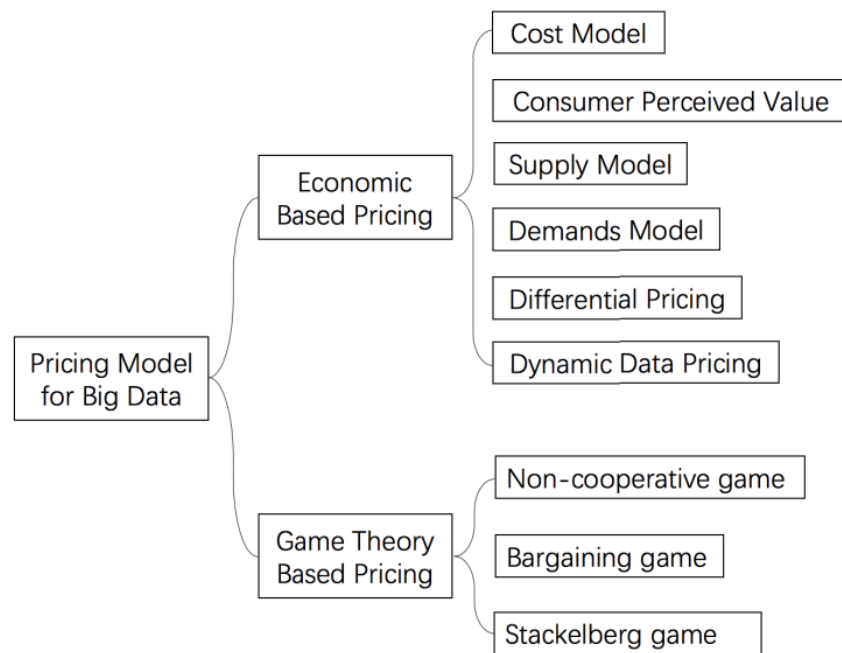 Cost Model
Consumer Perceived Value
Economic
Based Pricing
Supply Model
Demands Model
Differential Pricing
Pricing Model
for Big Data
Dynamic Data Pricing
Non-cooperative game
Game Theory
Based Pricing
Bargaining game
Stackelberg game